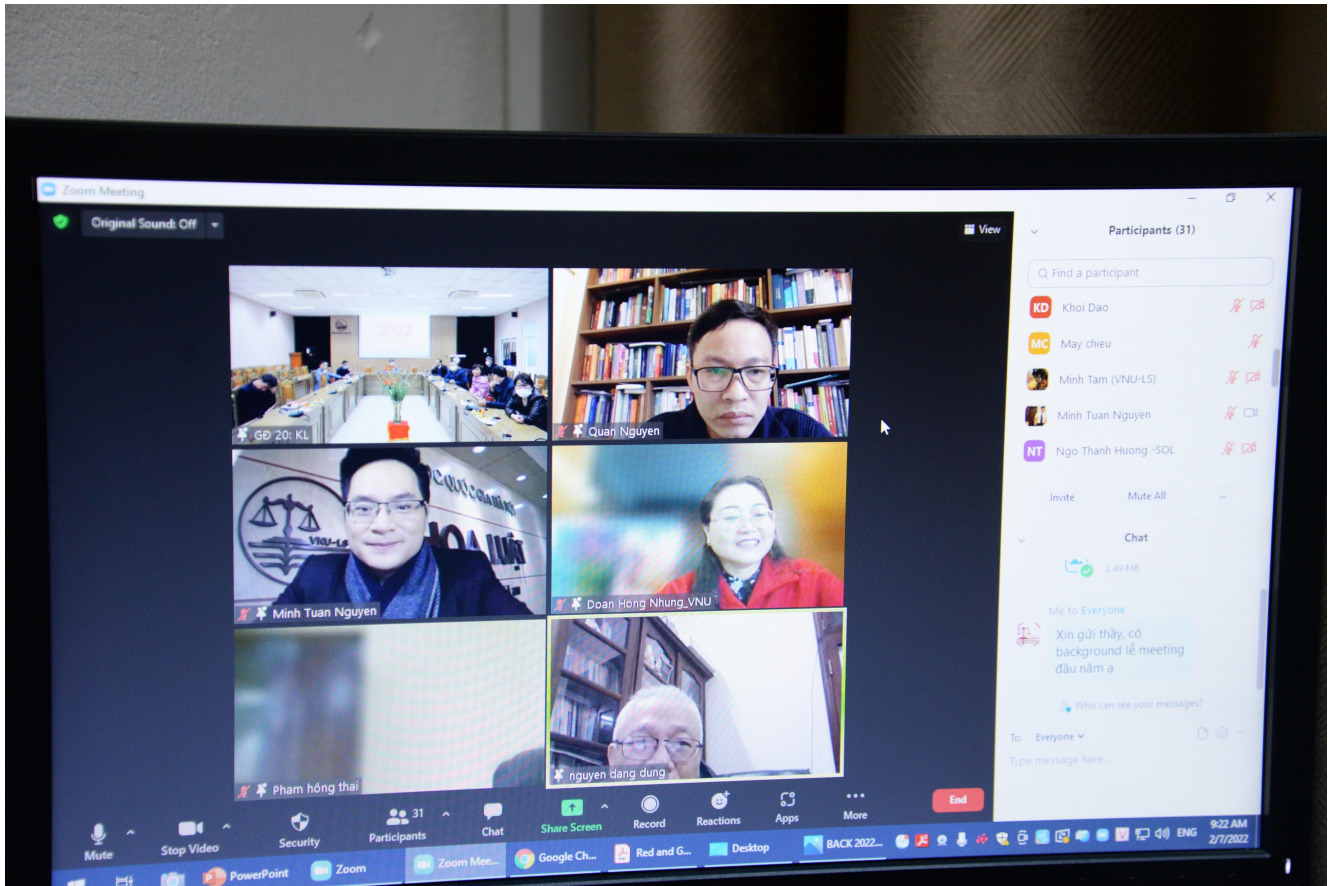 Zoom Meeting
Original Sound: Off
View
2022
GĐ 20: KL
Quan Nguyen
VNU-LS
Minh Tuan Nguyen
Doan Hong Nhung_VNU
Pham hông thai
nguyen dang dung
Participants (31)
Find a participant
KD Khoi Dao
MC May chieu
Minh Tam (VNU-LS)
Minh Tuan Nguyen
NT Ngo Thanh Huong -SOL
Invite Mute All ...
Chat
2.49 MB
Me to Everyone
Xin gửi thầy, cô
background lễ meeting
đầu năm ạ
Who can see your messages?
To: Everyone
Type message here...
Mute
Stop Video
Security
Participants 31
Chat
Share Screen
Record
Reactions
Apps
More
End
PowerPoint
Zoom
Zoom Mee...
Google Ch...
Red and G...
Desktop
BACK 2022...
ENG
9:22 AM
2/7/2022